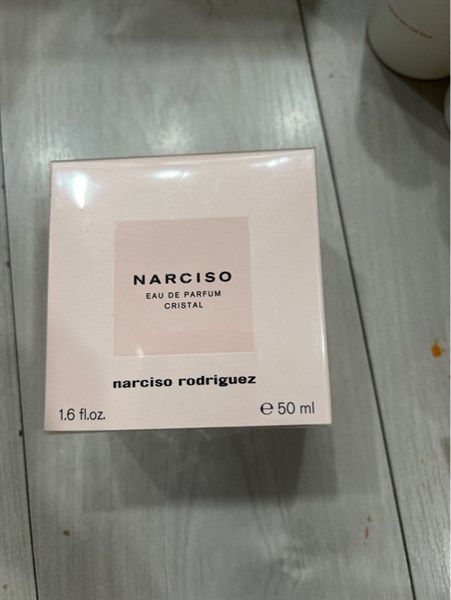 NARCISO
EAU DE PARFUM
CRISTAL
narciso rodriguez
1.6 fl.oz. ℮ 50 ml